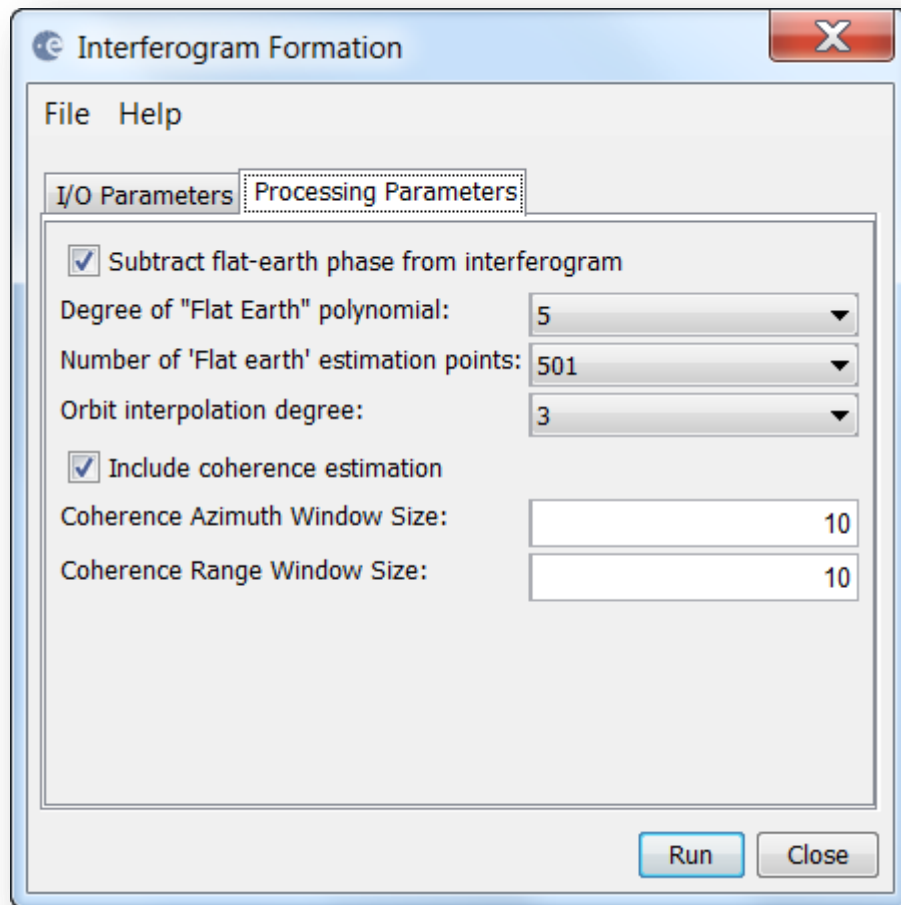 Interferogram Formation
File Help
I/O Parameters Processing Parameters
Subtract flat-earth phase from interferogram
Degree of "Flat Earth" polynomial: 5
Number of 'Flat earth' estimation points: 501
Orbit interpolation degree: 3
Include coherence estimation
Coherence Azimuth Window Size: 10
Coherence Range Window Size: 10
Run Close